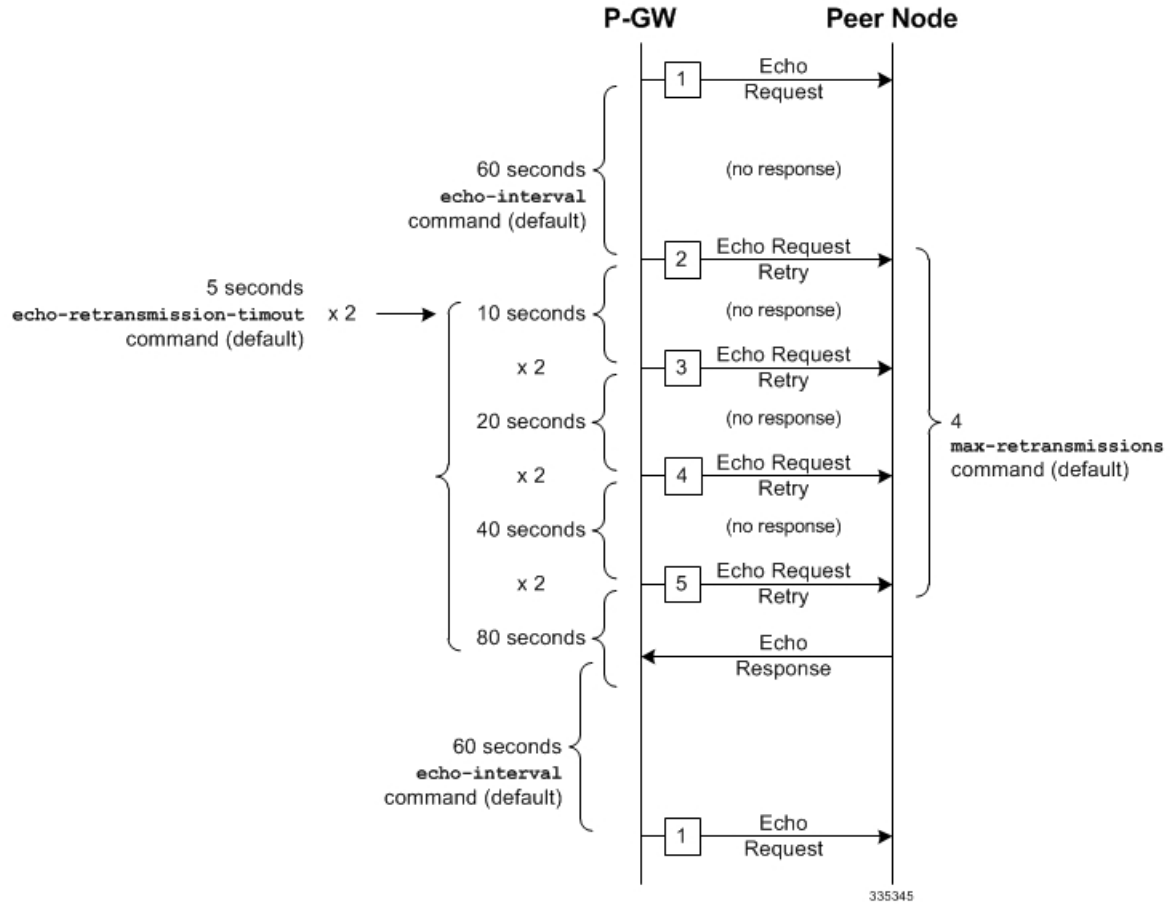 P-GW
Peer Node
1
Echo
Request
60 seconds
echo-interval
command (default)
(no response)
2
Echo Request
Retry
5 seconds
echo-retransmission-timout
command (default)
x 2
10 seconds
(no response)
x 2
3
Echo Request
Retry
20 seconds
(no response)
4
max-retransmissions
command (default)
x 2
4
Echo Request
Retry
40 seconds
(no response)
x 2
5
Echo Request
Retry
80 seconds
Echo
Response
60 seconds
echo-interval
command (default)
1
Echo
Request
335345